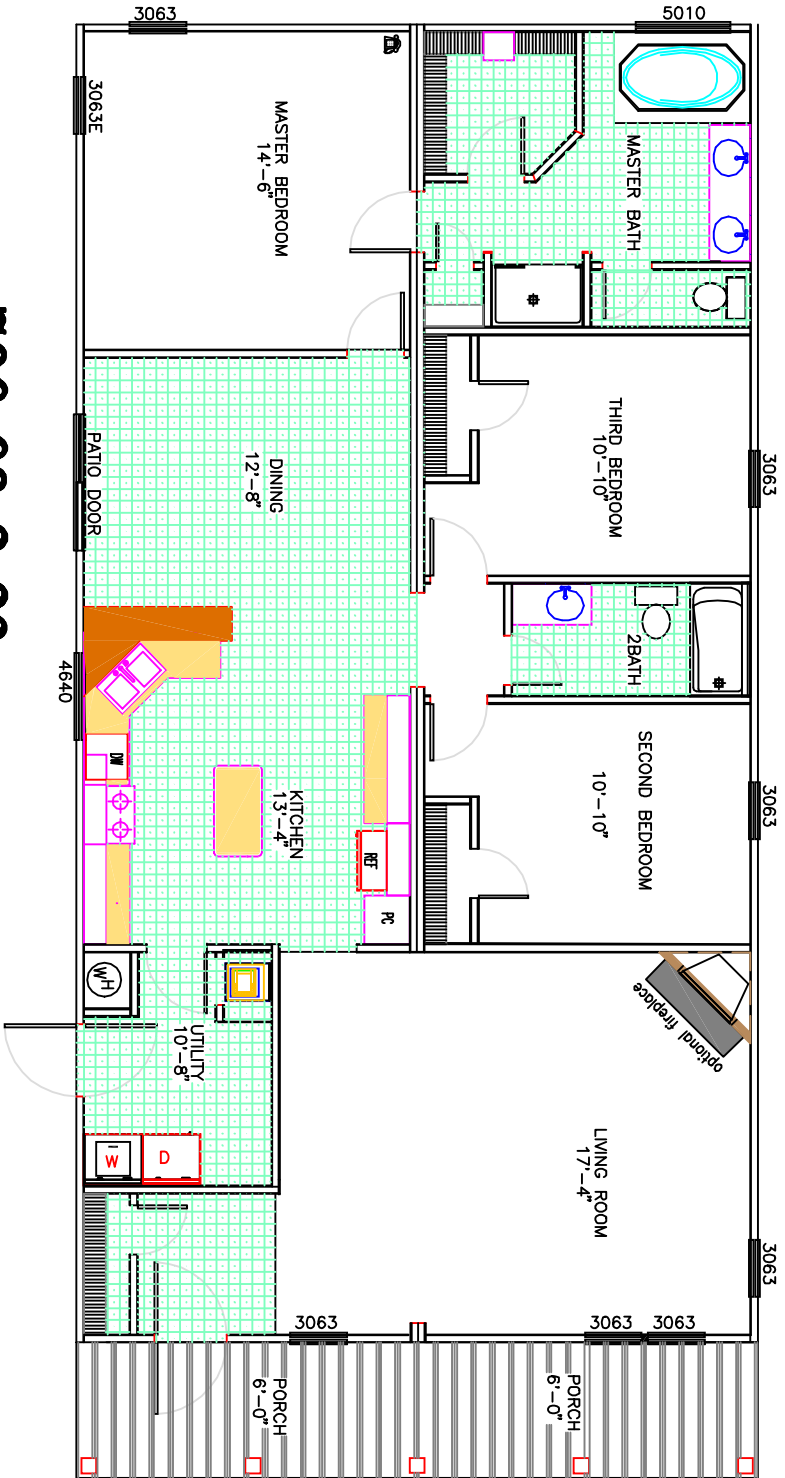 3063
5010
3063E
MASTER BEDROOM
14'-6"
MASTER BATH
THIRD BEDROOM
10'-10"
3063
PATIO DOOR
DINING
12'-8"
2BATH
4640
DW
KITCHEN
13'-4"
REF
PC
SECOND BEDROOM
10'-10"
3063
WH
UTILITY
10'-8"
optional fireplace
W
D
LIVING ROOM
17'-4"
3063
3063
3063
3063
PORCH
6'-0"
PORCH
6'-0"